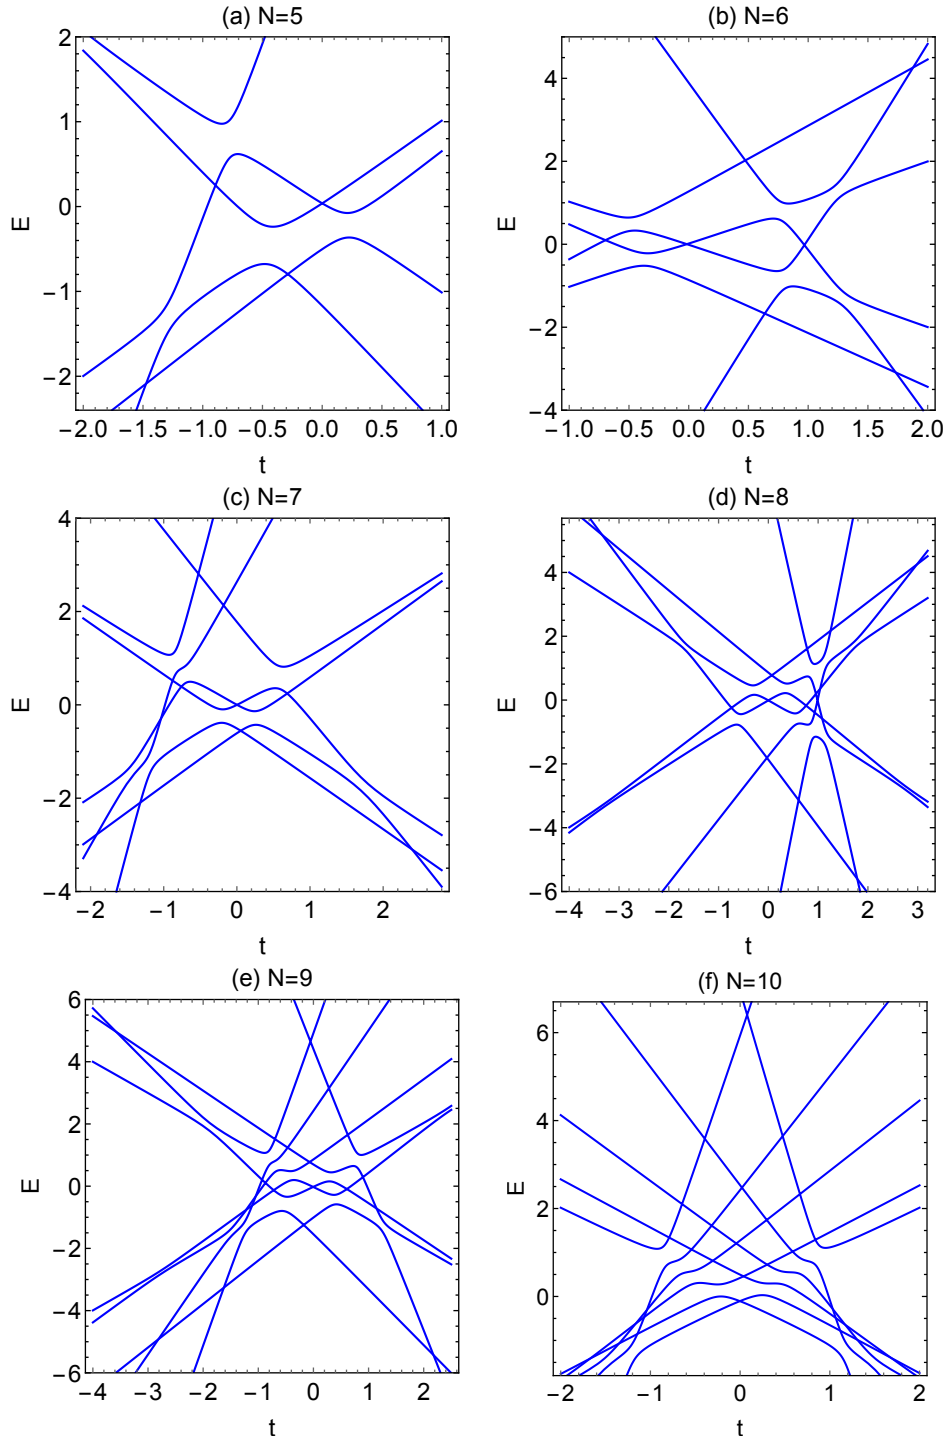 (a) N=5
(b) N=6
2
1
0
−1
−2
E
−2.0 −1.5 −1.0 −0.5 0.0 0.5 1.0
t
4
2
0
−2
−4
E
−1.0 −0.5 0.0 0.5 1.0 1.5 2.0
t
(c) N=7
(d) N=8
4
2
0
−2
−4
E
−2 −1 0 1 2
t
4
2
0
−2
−4
−6
E
−4 −3 −2 −1 0 1 2 3
t
(e) N=9
(f) N=10
6
4
2
0
−2
−4
−6
E
−4 −3 −2 −1 0 1 2
t
6
4
2
0
E
−2 −1 0 1 2
t